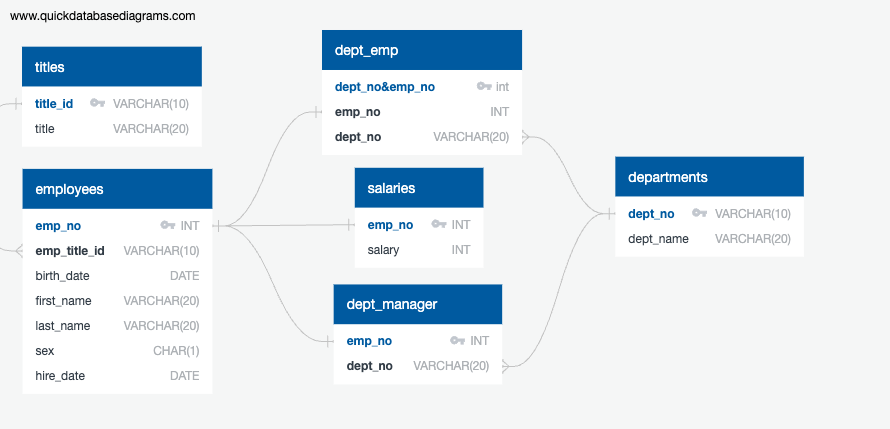 www.quickdatabasediagrams.com
titles
title_id VARCHAR(10)
title VARCHAR(20)
employees
emp_no INT
emp_title_id VARCHAR(10)
birth_date DATE
first_name VARCHAR(20)
last_name VARCHAR(20)
sex CHAR(1)
hire_date DATE
dept_emp
dept_no&emp_no int
emp_no INT
dept_no VARCHAR(20)
salaries
emp_no INT
salary INT
dept_manager
emp_no INT
dept_no VARCHAR(20)
departments
dept_no VARCHAR(10)
dept_name VARCHAR(20)